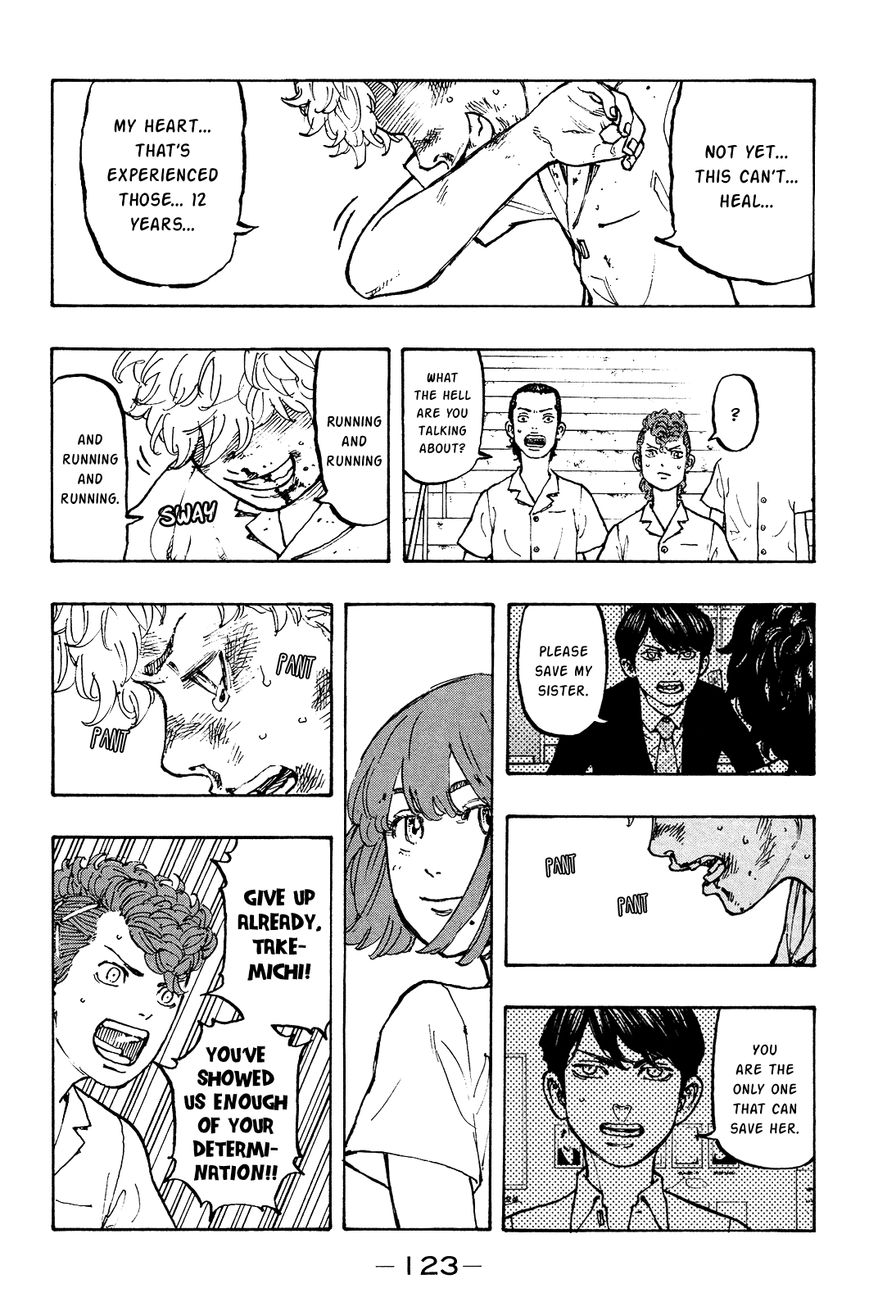 NOT YET...
THIS CAN'T...
HEAL...
MY HEART...
THAT'S
EXPERIENCED
THOSE... 12
YEARS...
?
WHAT
THE HELL
ARE YOU
TALKING
ABOUT?
RUNNING
AND
RUNNING
AND
RUNNING
AND
RUNNING.
SWAY
PLEASE
SAVE MY
SISTER.
PANT
PANT
YOU
ARE THE
ONLY ONE
THAT CAN
SAVE HER.
PANT
PANT
GIVE UP
ALREADY,
TAKE-
MICHI!
YOU'VE
SHOWED
US ENOUGH
OF YOUR
DETERMI-
NATION!!
—123—